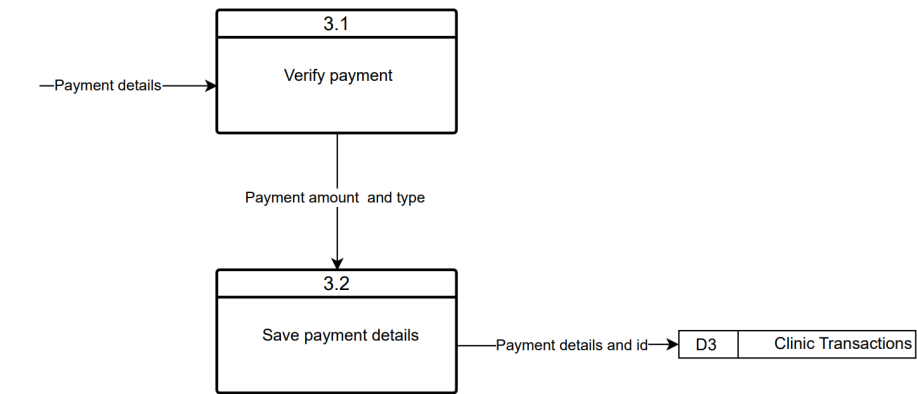 3.1
Verify payment
Payment details
Payment amount and type
3.2
Save payment details
Payment details and id
D3
Clinic Transactions